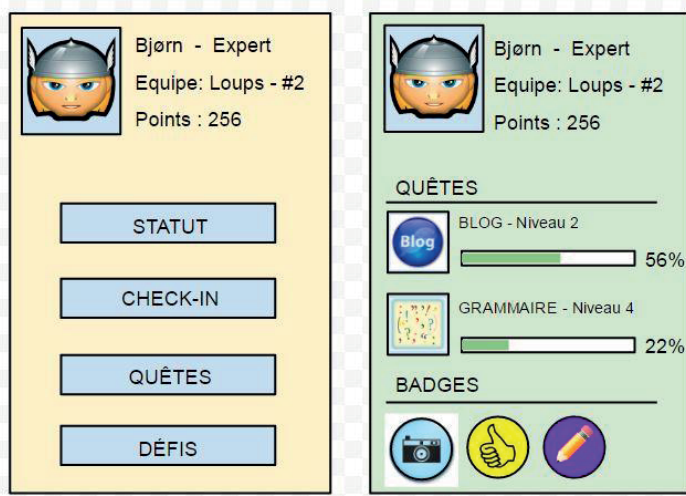 Bjørn - Expert
Equipe: Loups - #2
Points : 256
STATUT
CHECK-IN
QUÊTES
DÉFIS
Bjørn - Expert
Equipe: Loups - #2
Points : 256
QUÊTES
Blog
BLOG - Niveau 2
56%
GRAMMAIRE - Niveau 4
22%
BADGES